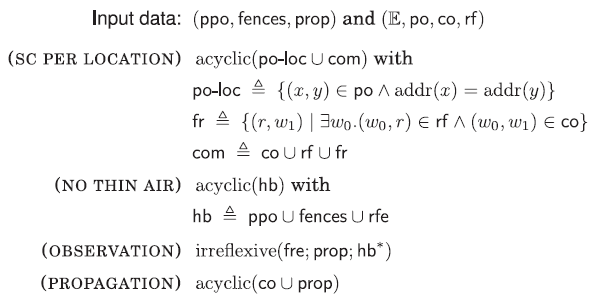 Input data: (ppo, fences, prop) and (𝔼, po, co, rf)
(SC PER LOCATION) acyclic(po-loc ∪ com) with
po-loc ≜ {(x, y) ∈ po ∧ addr(x) = addr(y)}
fr ≜ {(r, w₁) | ∃w₀.(w₀, r) ∈ rf ∧ (w₀, w₁) ∈ co}
com ≜ co ∪ rf ∪ fr
(NO THIN AIR) acyclic(hb) with
hb ≜ ppo ∪ fences ∪ rfe
(OBSERVATION) irreflexive(fre; prop; hb*)
(PROPAGATION) acyclic(co ∪ prop)